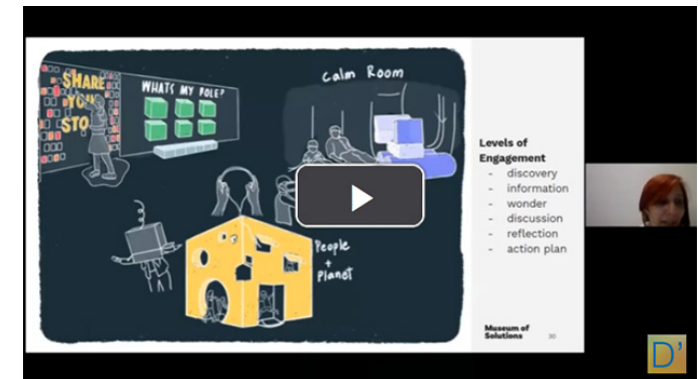 SHARE
YOU
STO
WHATS MY ROLE?
Calm Room
People
+
Planet
Levels of
Engagement
- discovery
- information
- wonder
- discussion
- reflection
- action plan
Museum of
Solutions
30
D'